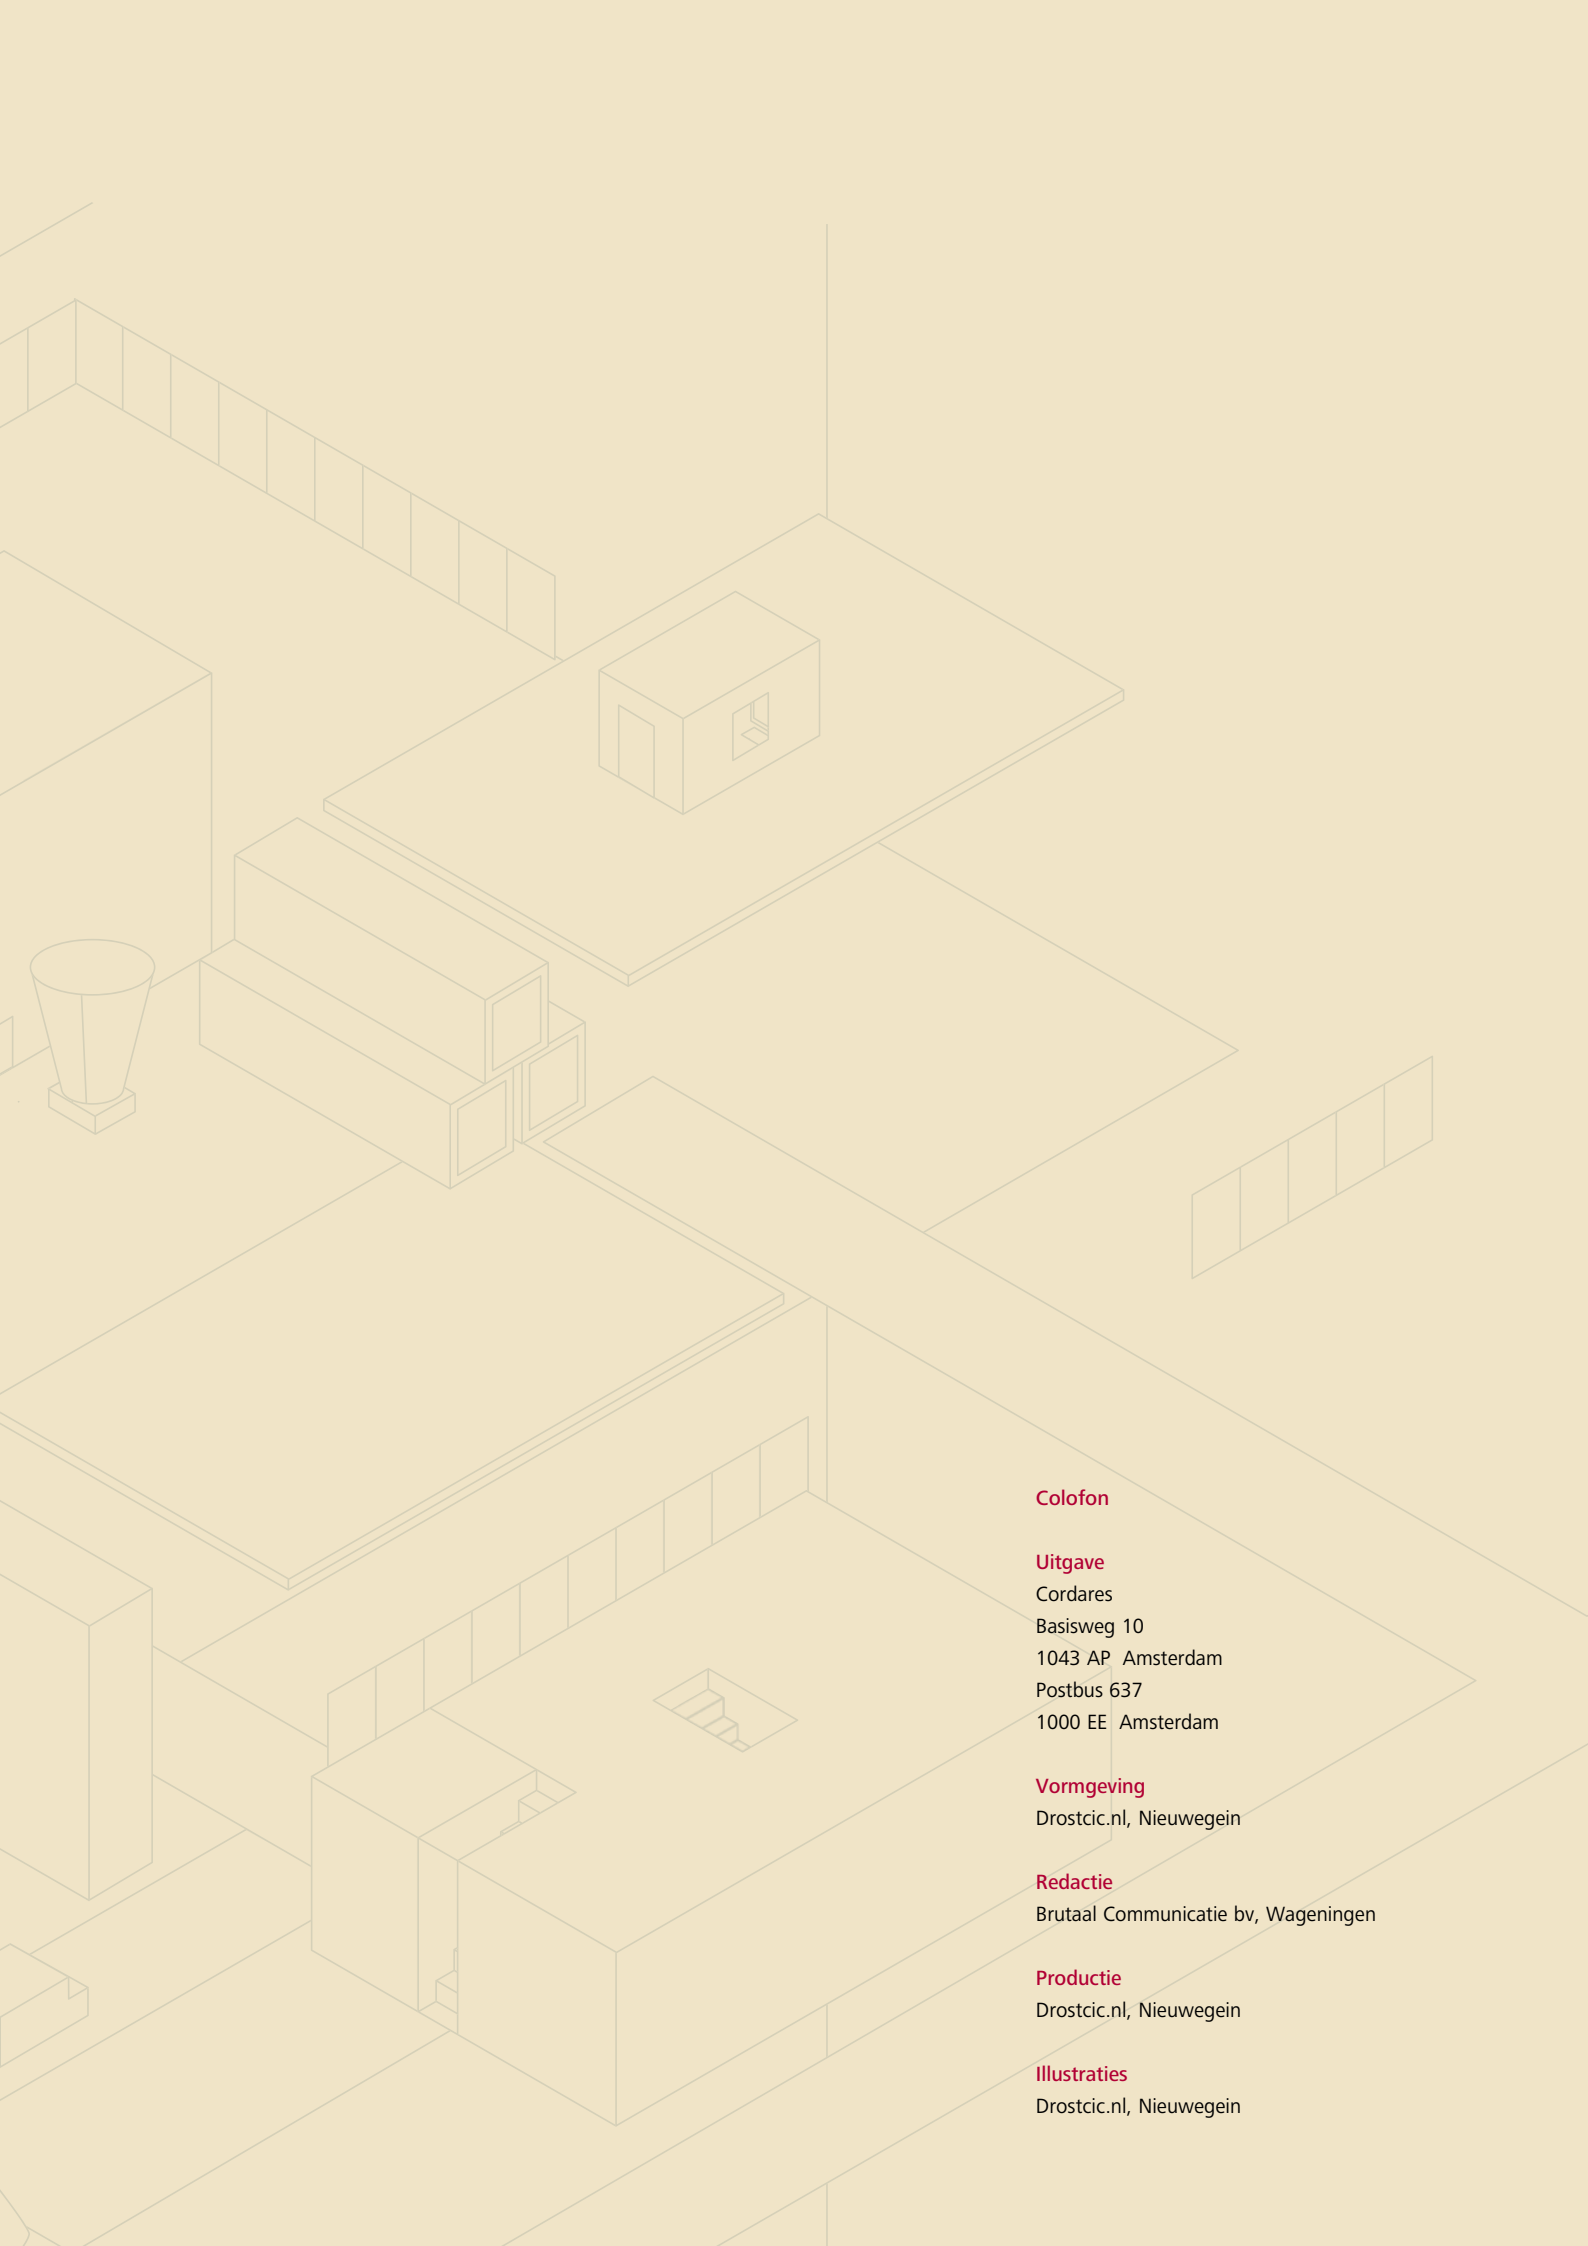 Colofon
Uitgave
Cordares
Basisweg 10
1043 AP  Amsterdam
Postbus 637
1000 EE  Amsterdam
Vormgeving
Drostcic.nl, Nieuwegein
Redactie
Brutaal Communicatie bv, Wageningen
Productie
Drostcic.nl, Nieuwegein
Illustraties
Drostcic.nl, Nieuwegein